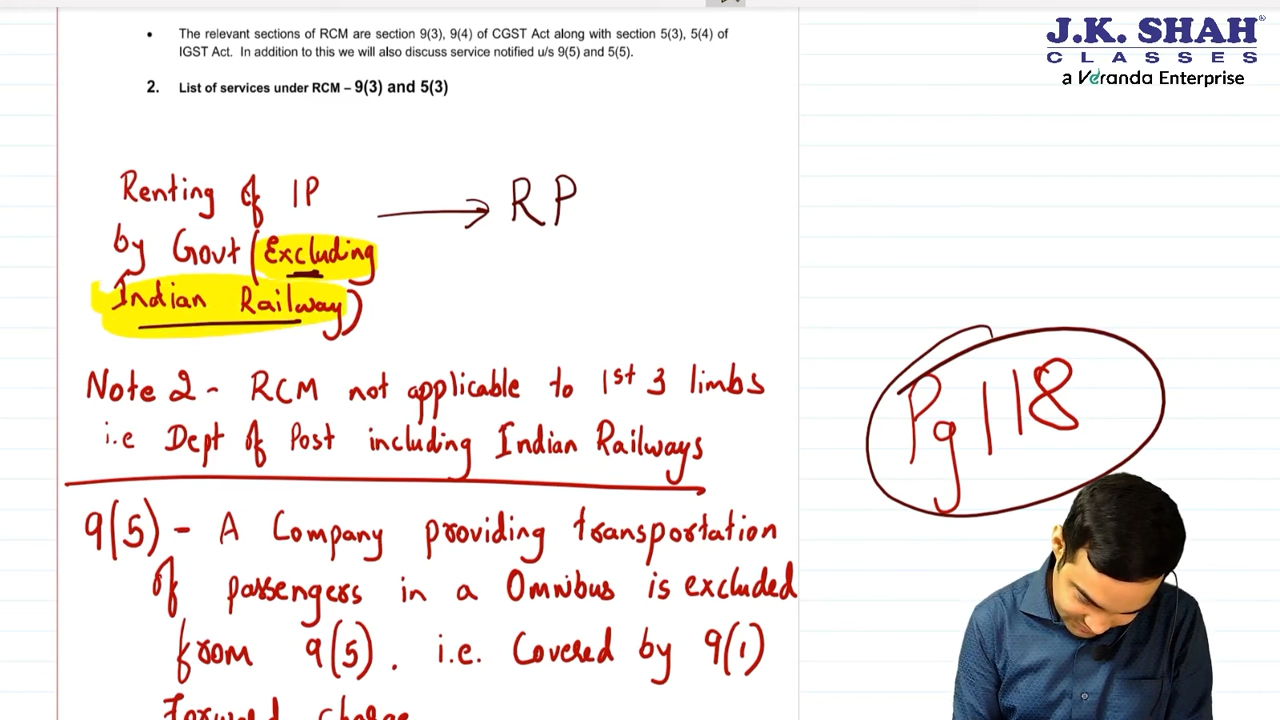 The relevant sections of RCM are section 9(3), 9(4) of CGST Act along with section 5(3), 5(4) of
IGST Act. In addition to this we will also discuss service notified u/s 9(5) and 5(5).
2. List of services under RCM – 9(3) and 5(3)
Renting of IP
by Govt (Excluding
Indian Railway)
→ RP
Note 2 - RCM not applicable to 1st 3 limbs
i.e Dept of Post including Indian Railways
9(5) - A Company providing transportation
of passengers in a Omnibus is excluded
from 9(5). i.e. Covered by 9(1)
Forward charge
Pg 118
J.K. SHAH
CLASSES
a Veranda Enterprise